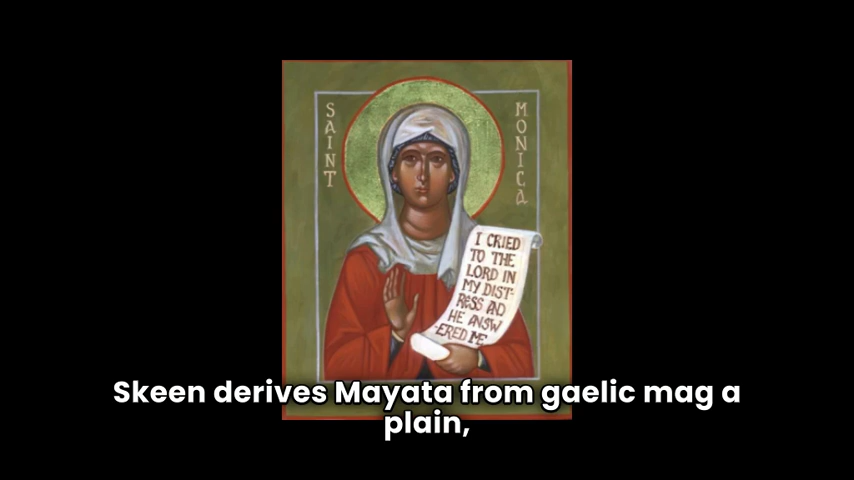 SAINT
MONICA
I CRIED
TO THE
LORD IN
MY DIST-
RESS AND
HE ANSW
-ERED ME
Skeen derives Mayata from gaelic mag a
plain,